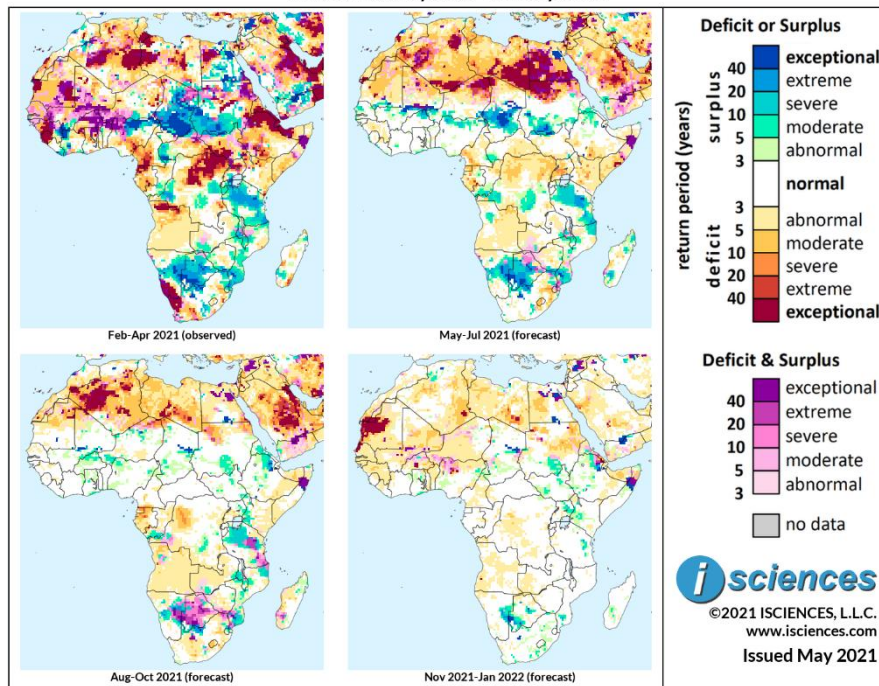 Feb-Apr 2021 (observed)
May-Jul 2021 (forecast)
Aug-Oct 2021 (forecast)
Nov 2021-Jan 2022 (forecast)
Deficit or Surplus
return period (years)
surplus
deficit
40
20
10
5
3
exceptional
extreme
severe
moderate
abnormal
normal
3
5
10
20
40
abnormal
moderate
severe
extreme
exceptional
Deficit & Surplus
40
20
10
5
3
exceptional
extreme
severe
moderate
abnormal
no data
i sciences
©2021 ISCIENCES, L.L.C.
www.isciences.com
Issued May 2021